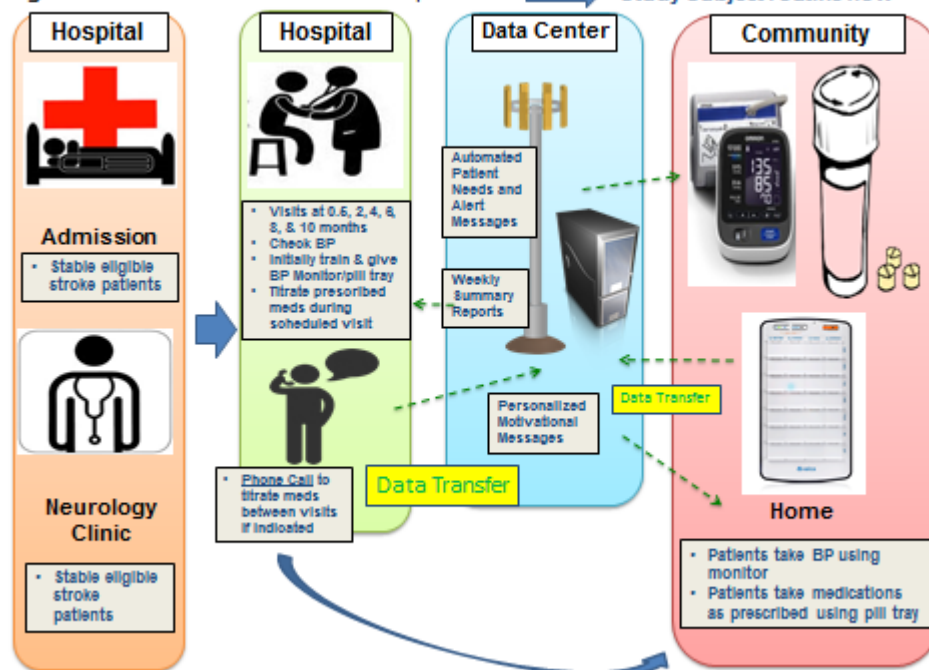 Hospital
Admission
• Stable eligible
stroke patients
Neurology
Clinic
• Stable eligible
stroke
patients
Hospital
• Visits at 0.5, 2, 4, 6,
8, & 10 months
• Check BP
• Initially train & give
BP Monitor/pill tray
• Titrate prescribed
meds during
scheduled visit
• Phone Call to
titrate meds
between visits
if indicated
Data Transfer
Data Center
Automated
Patient
Needs and
Alert
Messages
Weekly
Summary
Reports
Personalized
Motivational
Messages
Data Transfer
Community
135
85
Home
• Patients take BP using
monitor
• Patients take medications
as prescribed using pill tray